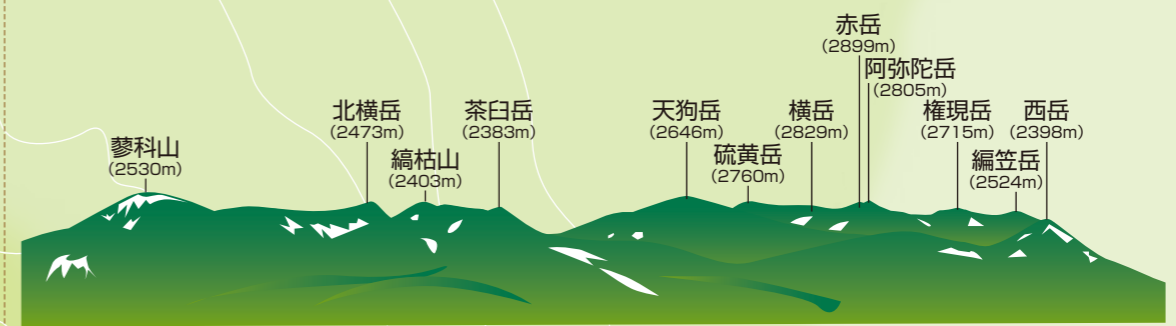 蓼科山
(2530m)
北横岳
(2473m)
縞枯山
(2403m)
茶臼岳
(2383m)
天狗岳
(2646m)
硫黄岳
(2760m)
横岳
(2829m)
赤岳
(2899m)
阿弥陀岳
(2805m)
権現岳
(2715m)
編笠岳
(2524m)
西岳
(2398m)